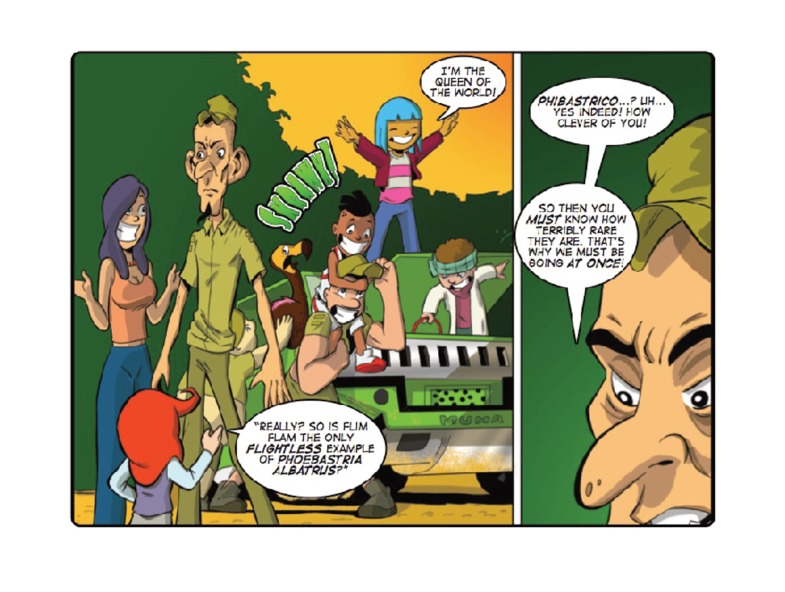 I'M THE
QUEEN OF
THE WORLD!
SKRAWK!
"REALLY? SO IS FLIM
FLAM THE ONLY
FLIGHTLESS EXAMPLE
OF PHOEBASTRIA
ALBATRUS?"
PHIBASTRICO...? UH...
YES INDEED! HOW
CLEVER OF YOU!
SO THEN YOU
MUST KNOW HOW
TERRIBLY RARE
THEY ARE. THAT'S
WHY WE MUST BE
GOING AT ONCE!